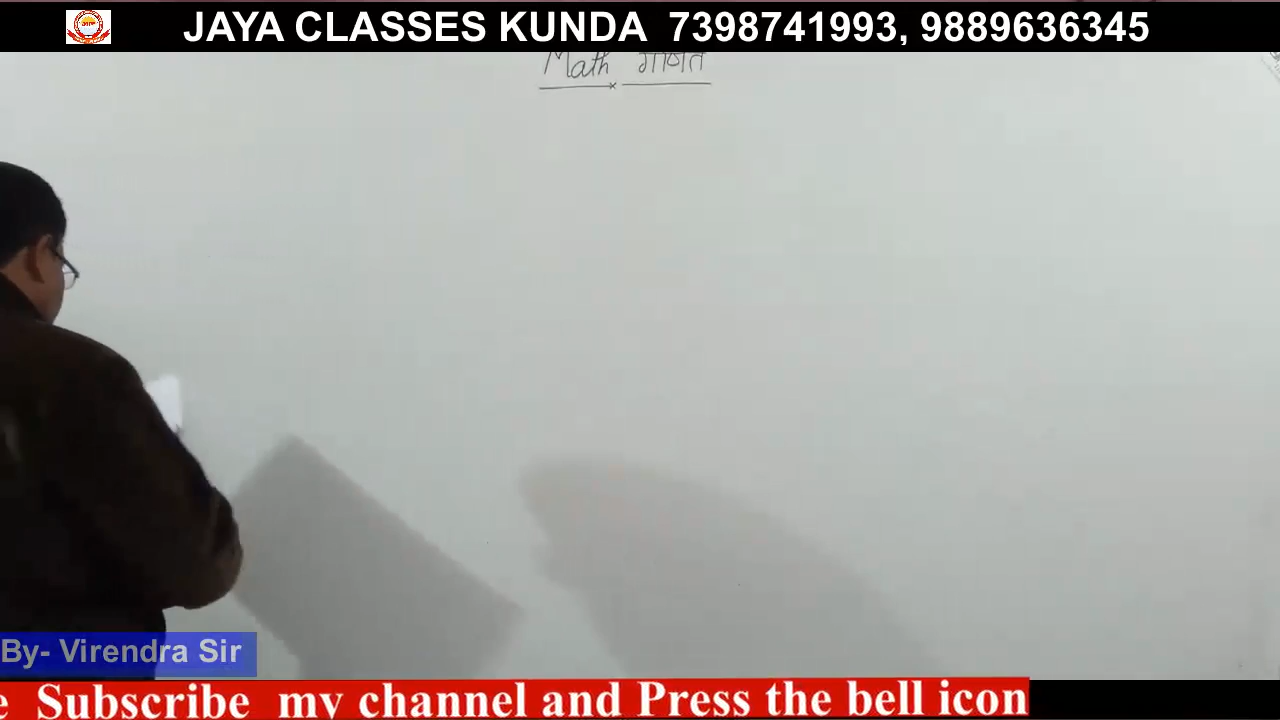 JAYA CLASSES KUNDA 7398741993, 9889636345
Math गणित
By- Virendra Sir
e Subscribe my channel and Press the bell icon